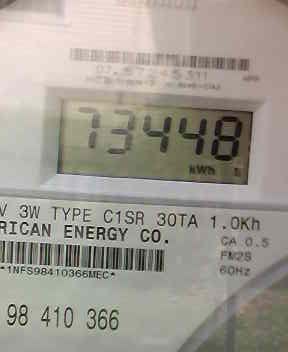 73448
kWh
V 3W TYPE C1SR 30TA 1.0Kh
RICAN ENERGY CO.
CA 0.5
FM2S
60Hz
*1NFS98410366MEC*
98 410 366